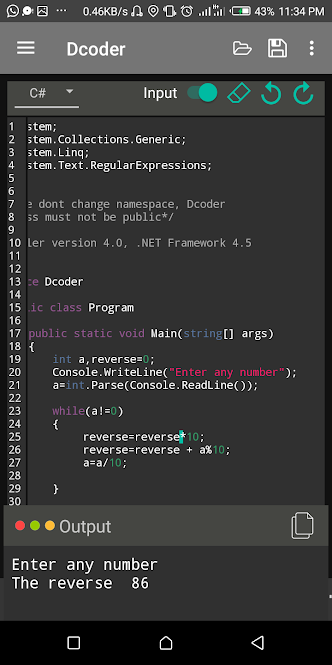 0.46KB/s 43% 11:34 PM
Dcoder
C# Input
1 stem;
2 stem.Collections.Generic;
3 stem.Linq;
4 stem.Text.RegularExpressions;
5
6
7 e dont change namespace, Dcoder
8 ss must not be public*/
9
10 ler version 4.0, .NET Framework 4.5
11
12
13 ce Dcoder
14
15 ic class Program
16
17 public static void Main(string[] args)
18 {
19 int a,reverse=0;
20 Console.WriteLine("Enter any number");
21 a=int.Parse(Console.ReadLine());
22
23 while(a!=0)
24 {
25 reverse=reverse*10;
26 reverse=reverse + a%10;
27 a=a/10;
28
29 }
30
Output
Enter any number
The reverse  86